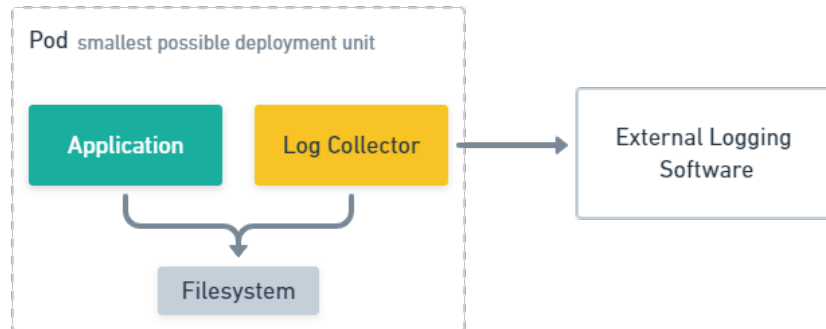 Pod smallest possible deployment unit
Application
Log Collector
External Logging
Software
Filesystem